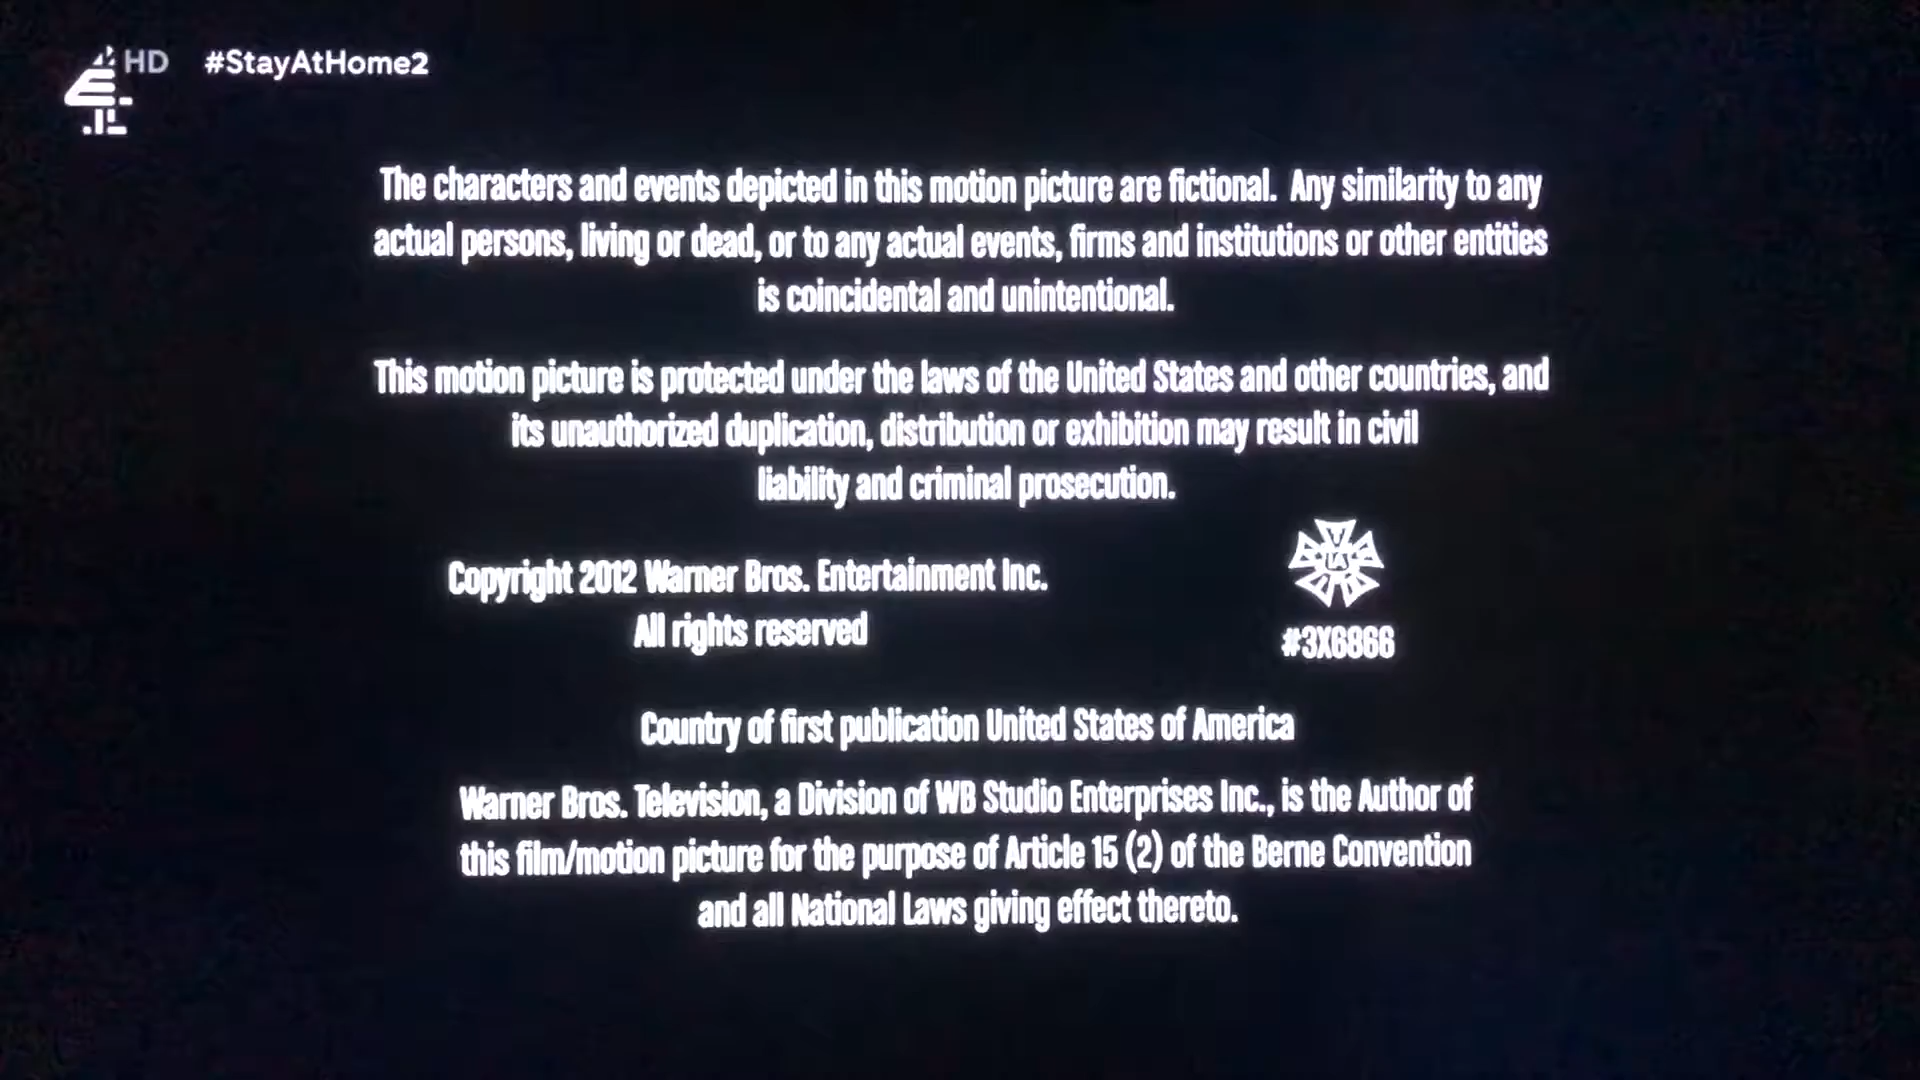 HD #StayAtHome2
The characters and events depicted in this motion picture are fictional. Any similarity to any
actual persons, living or dead, or to any actual events, firms and institutions or other entities
is coincidental and unintentional.
This motion picture is protected under the laws of the United States and other countries, and
its unauthorized duplication, distribution or exhibition may result in civil
liability and criminal prosecution.
Copyright 2012 Warner Bros. Entertainment Inc.
All rights reserved
#3X6866
Country of first publication United States of America
Warner Bros. Television, a Division of WB Studio Enterprises Inc., is the Author of
this film/motion picture for the purpose of Article 15 (2) of the Berne Convention
and all National Laws giving effect thereto.